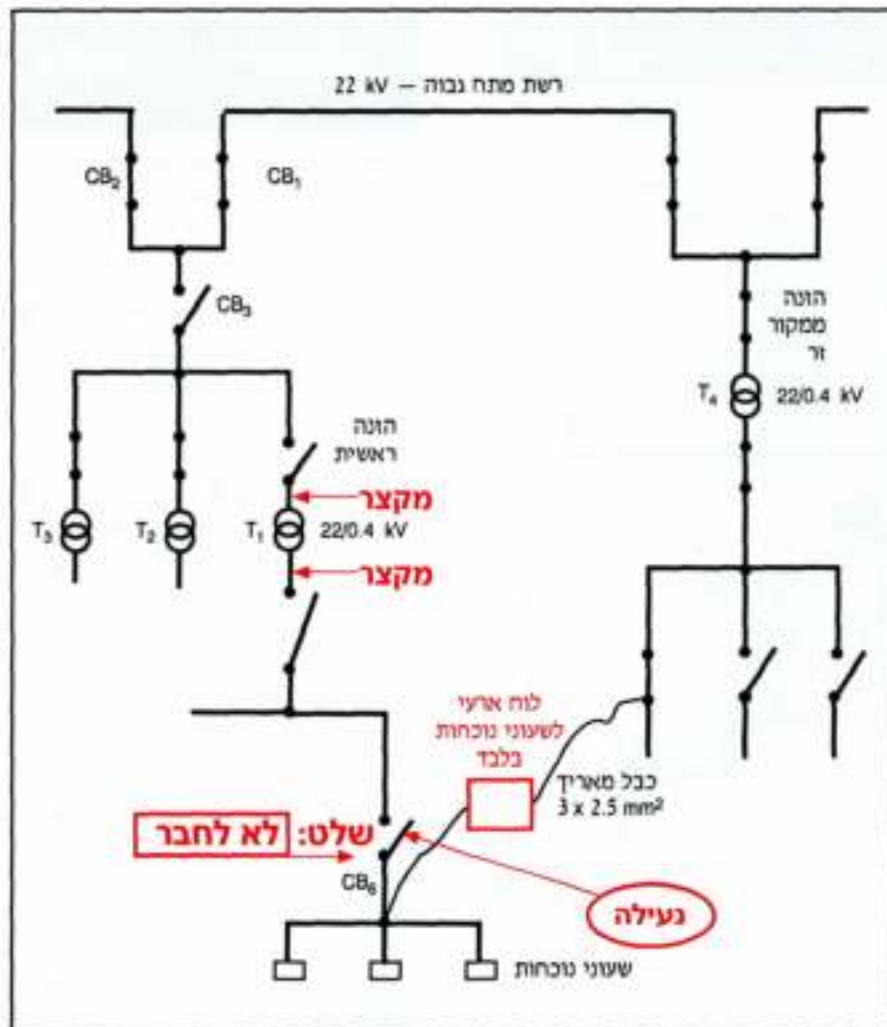 רשת מתח גבוה — 22 kV
CB₂
CB₁
CB₃
הזנה
ממקור
זר
T₄
22/0.4 kV
הזנה
ראשית
מקצר
T₃
T₂
T₁
22/0.4 kV
מקצר
לוח ארעי
לשעוני נוכחות
בלבד
כבל מאריך
3 x 2.5 mm²
שלט: לא לחבר
CB₆
נעילה
שעוני נוכחות